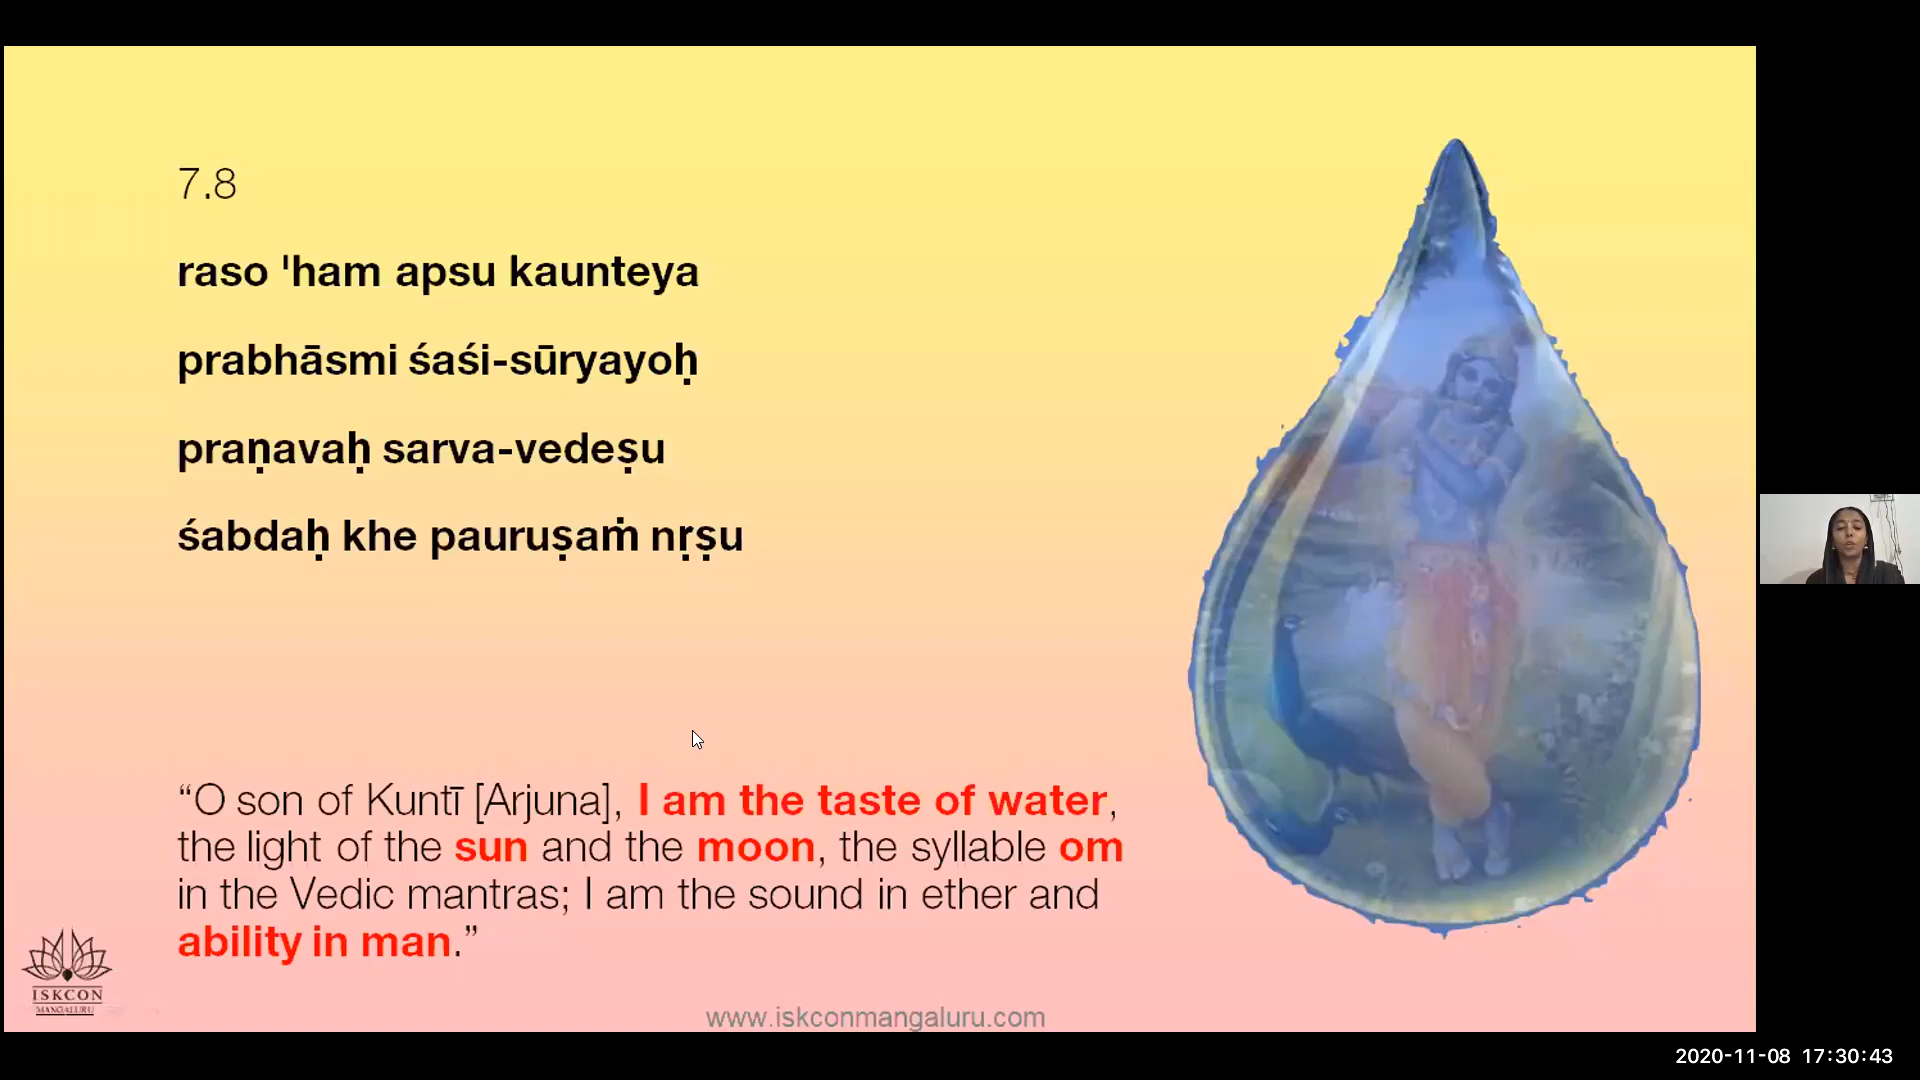 7.8
raso 'ham apsu kaunteya
prabhāsmi śaśi-sūryayoḥ
praṇavaḥ sarva-vedeṣu
śabdaḥ khe pauruṣaṁ nṛṣu
“O son of Kuntī [Arjuna], I am the taste of water,
the light of the sun and the moon, the syllable om
in the Vedic mantras; I am the sound in ether and
ability in man.”
ISKCON
MANGALURU
www.iskconmangaluru.com
2020-11-08 17:30:43